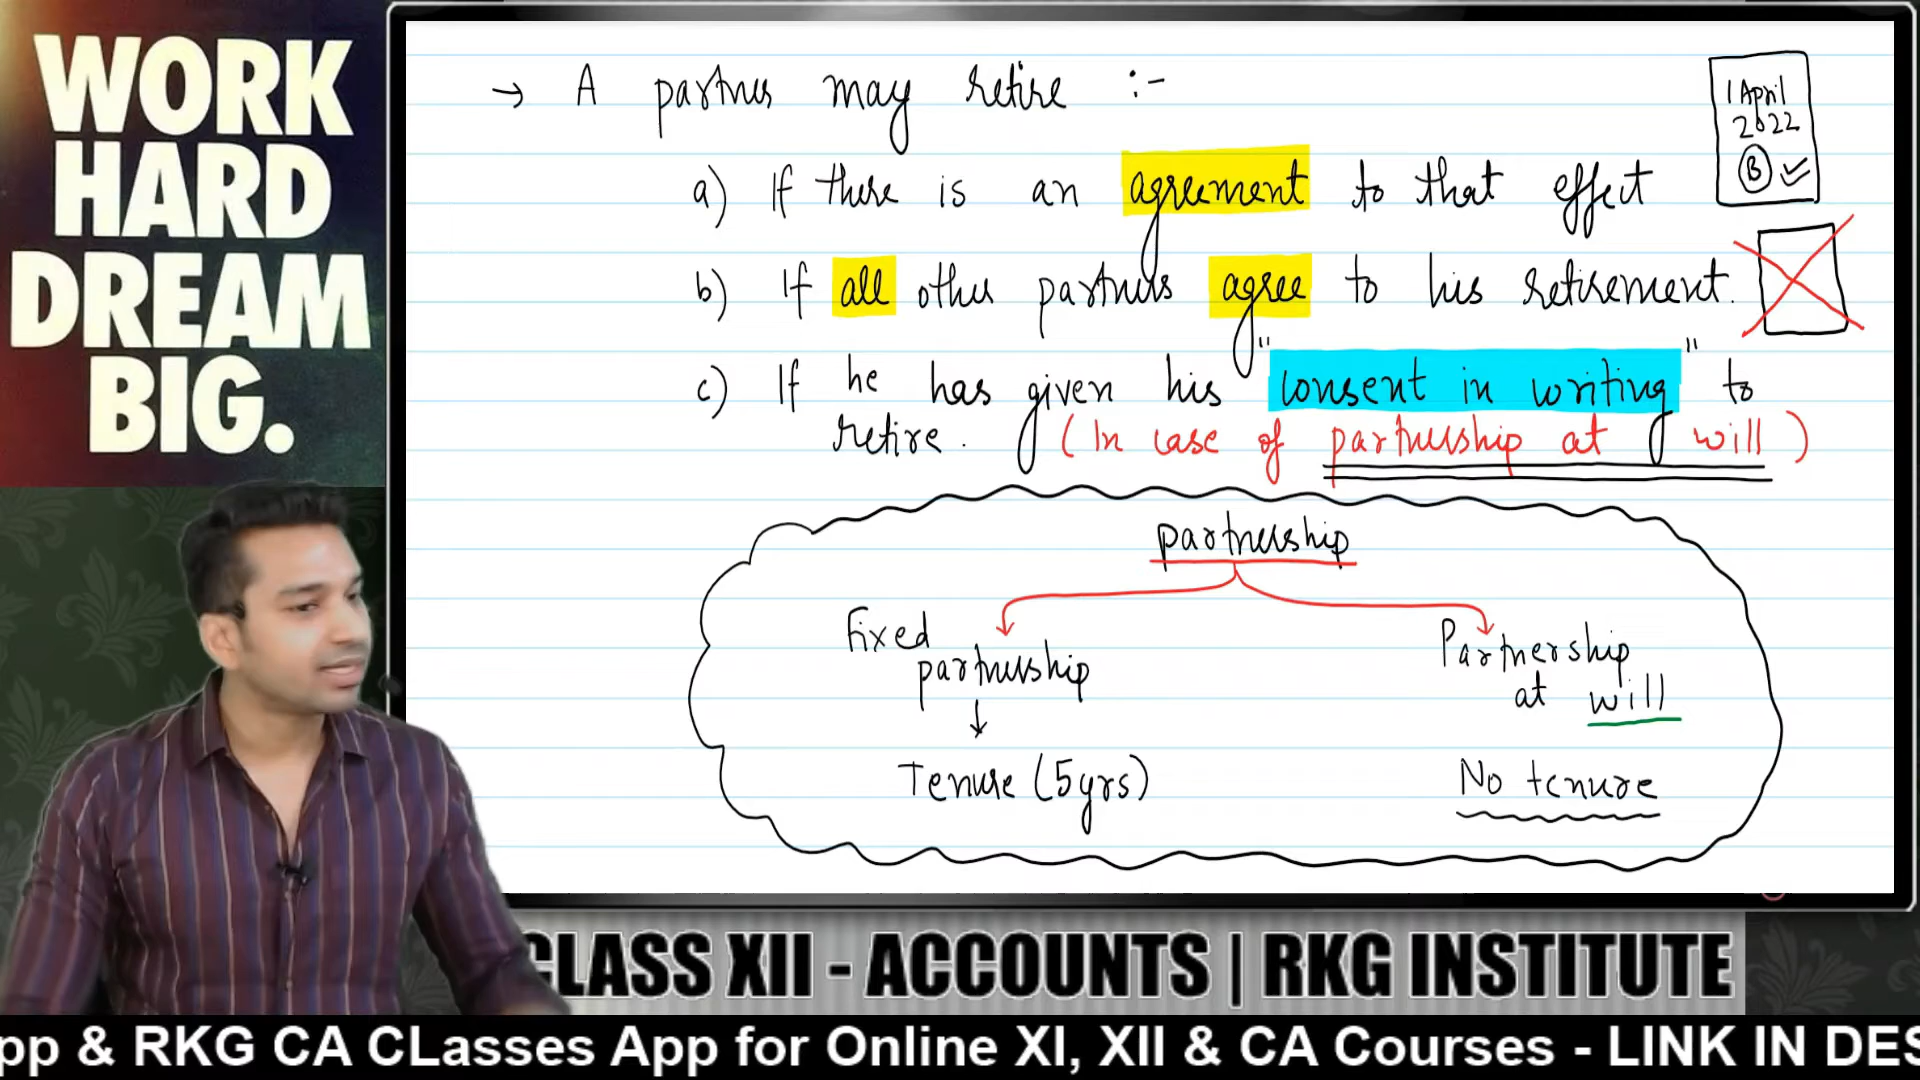 WORK
HARD
DREAM
BIG.
→ A partner may retire :-
1 April
2022
B
a) If there is an agreement to that effect
b) If all other partners agree to his retirement.
c) If he has given his "consent in writing" to
retire. (In case of partnership at will)
partnership
Fixed
partnership
Partnership
at will
Tenure (5yrs)
No tenure
CLASS XII - ACCOUNTS | RKG INSTITUTE
pp & RKG CA CLasses App for Online XI, XII & CA Courses - LINK IN DES